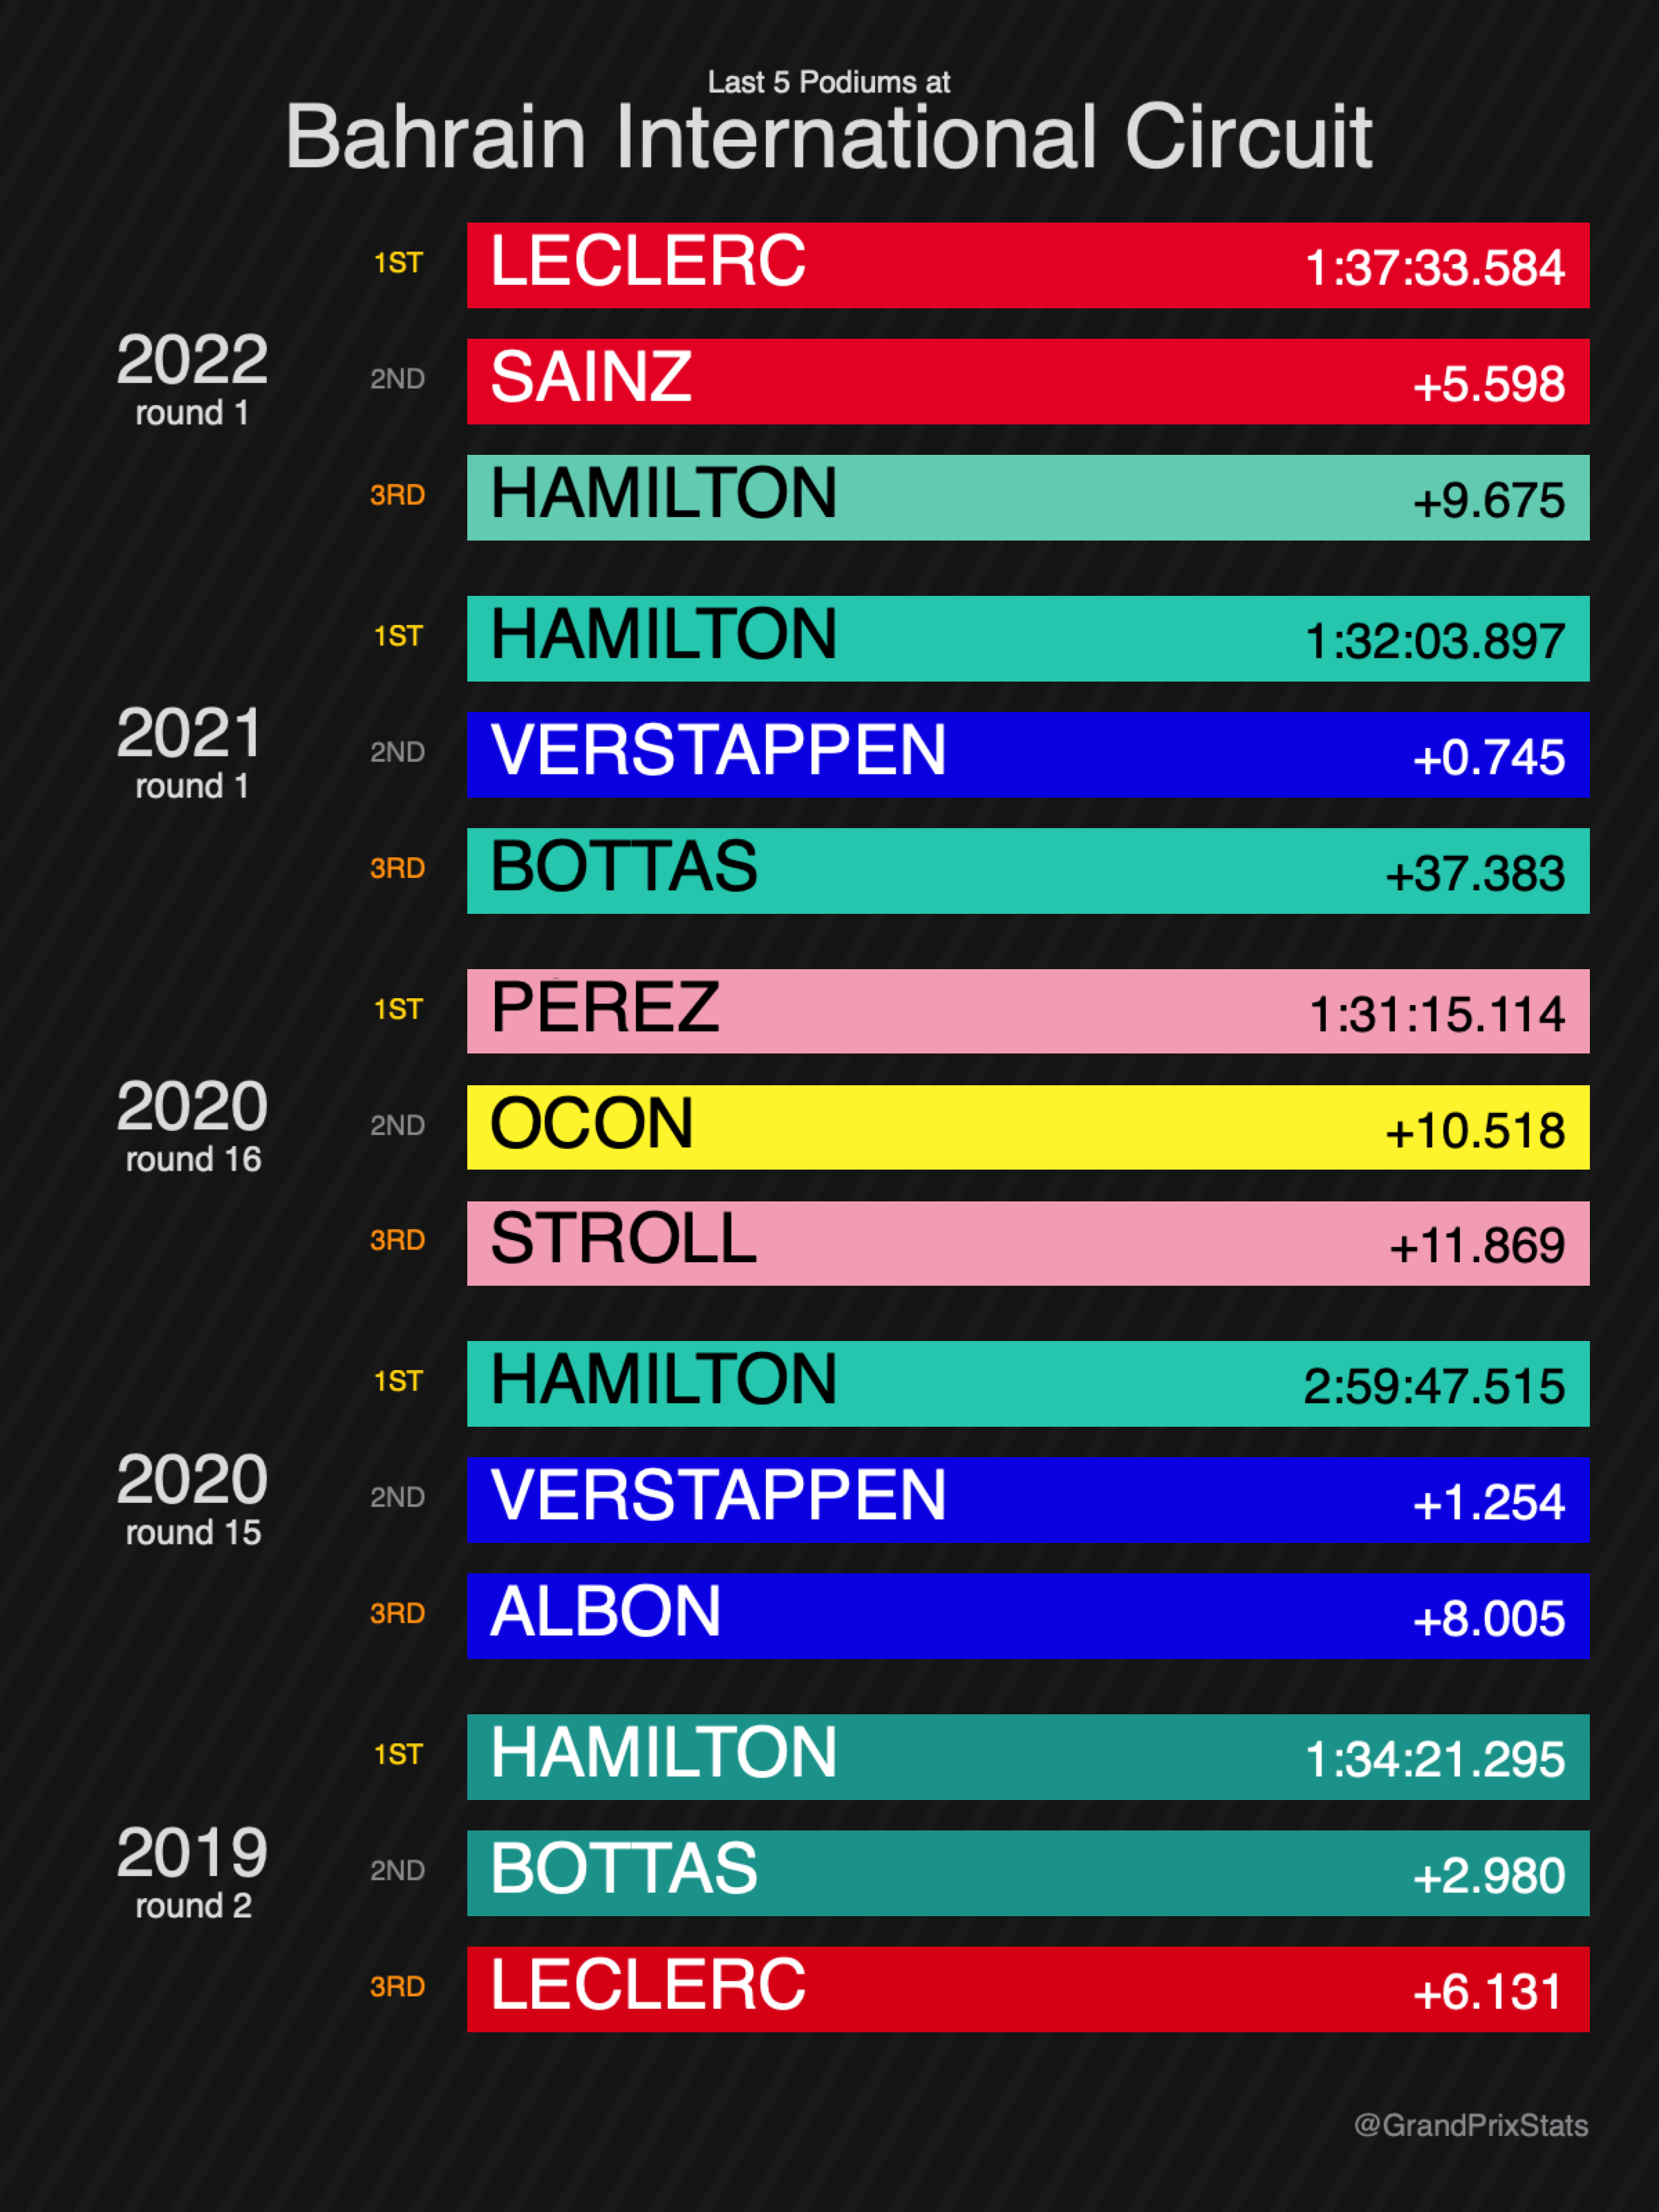 Last 5 Podiums at
Bahrain International Circuit
2022
round 1
1ST LECLERC 1:37:33.584
2ND SAINZ +5.598
3RD HAMILTON +9.675
2021
round 1
1ST HAMILTON 1:32:03.897
2ND VERSTAPPEN +0.745
3RD BOTTAS +37.383
2020
round 16
1ST PÉREZ 1:31:15.114
2ND OCON +10.518
3RD STROLL +11.869
2020
round 15
1ST HAMILTON 2:59:47.515
2ND VERSTAPPEN +1.254
3RD ALBON +8.005
2019
round 2
1ST HAMILTON 1:34:21.295
2ND BOTTAS +2.980
3RD LECLERC +6.131
@GrandPrixStats